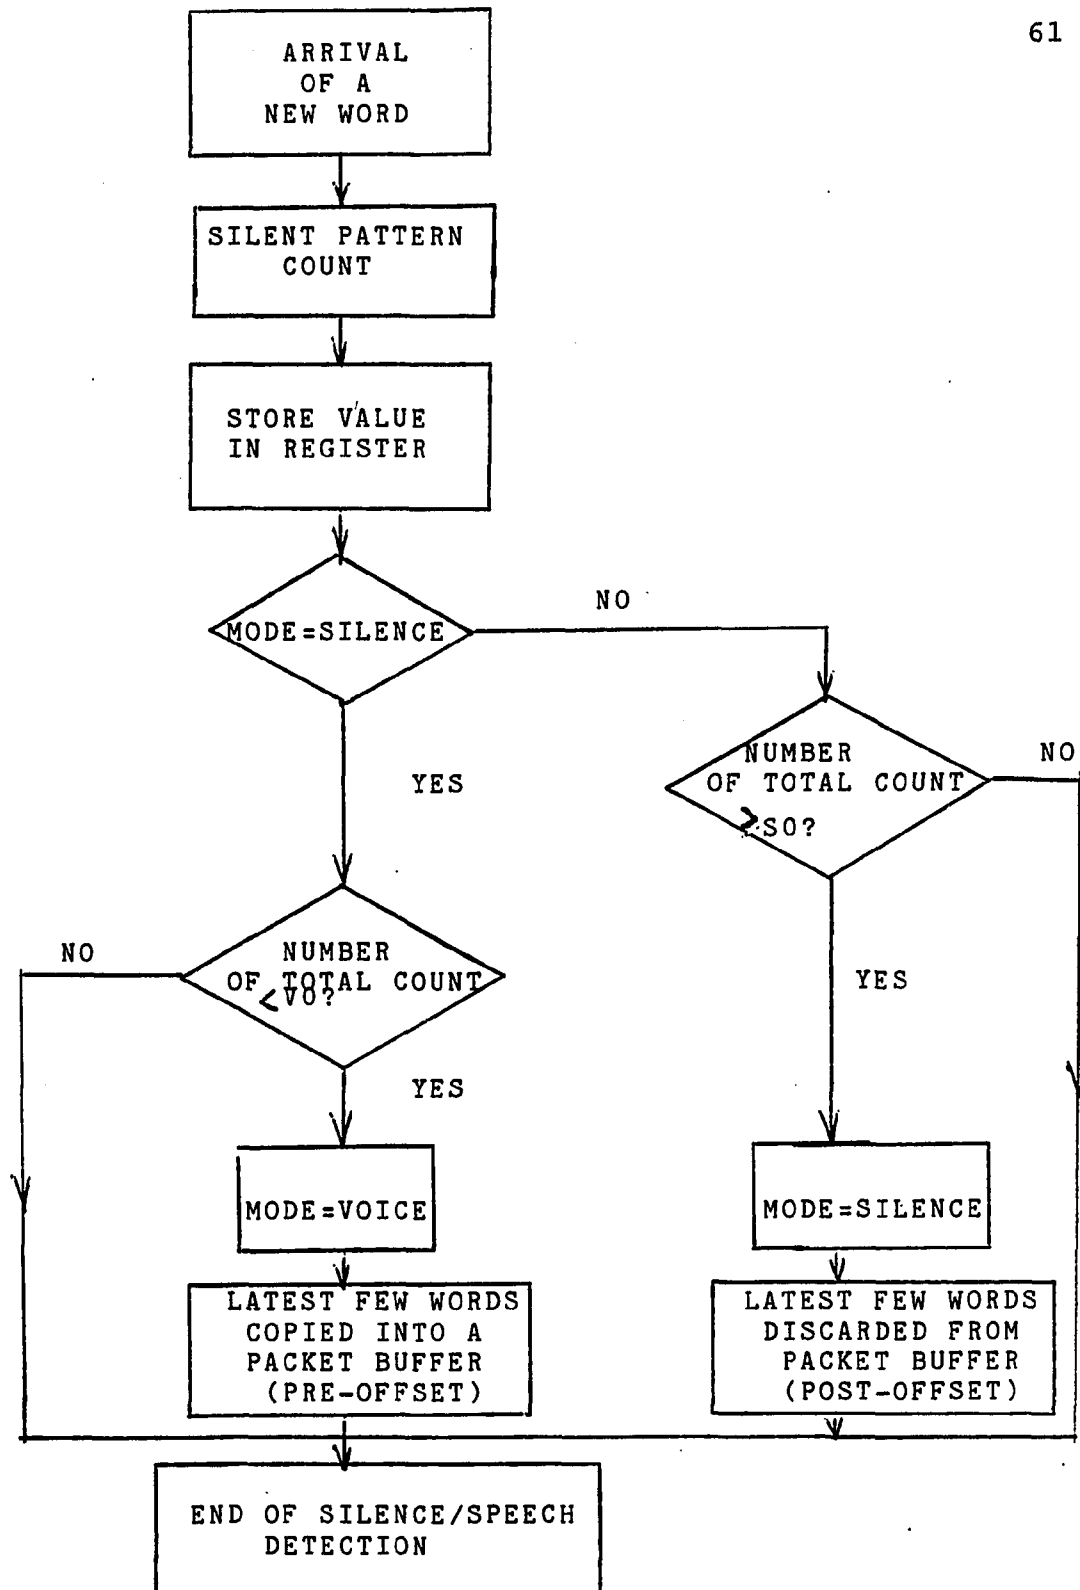 61
ARRIVAL
OF A
NEW WORD
SILENT PATTERN
COUNT
STORE VALUE
IN REGISTER
MODE=SILENCE
NO
YES
NUMBER
OF TOTAL COUNT
>S0?
NO
YES
NUMBER
OF TOTAL COUNT
<V0?
NO
YES
MODE=VOICE
MODE=SILENCE
LATEST FEW WORDS
COPIED INTO A
PACKET BUFFER
(PRE-OFFSET)
LATEST FEW WORDS
DISCARDED FROM
PACKET BUFFER
(POST-OFFSET)
END OF SILENCE/SPEECH
DETECTION